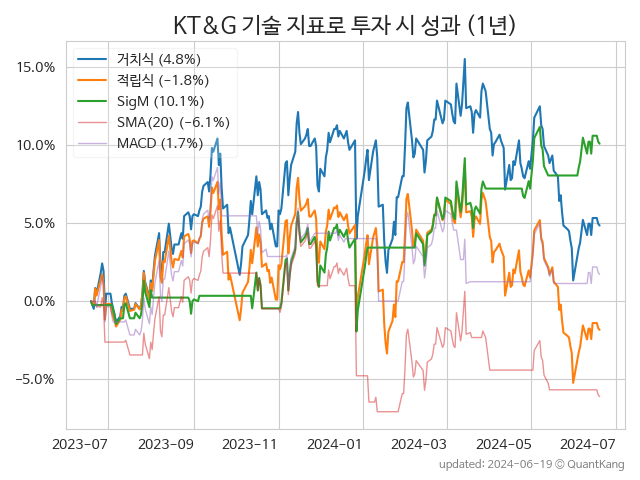 KT&G 기술 지표로 투자 시 성과 (1년)
거치식 (4.8%)
적립식 (−1.8%)
SigM (10.1%)
SMA(20) (−6.1%)
MACD (1.7%)
15.0%
10.0%
5.0%
0.0%
−5.0%
2023-07 2023-09 2023-11 2024-01 2024-03 2024-05 2024-07
updated: 2024-06-19 © QuantKang